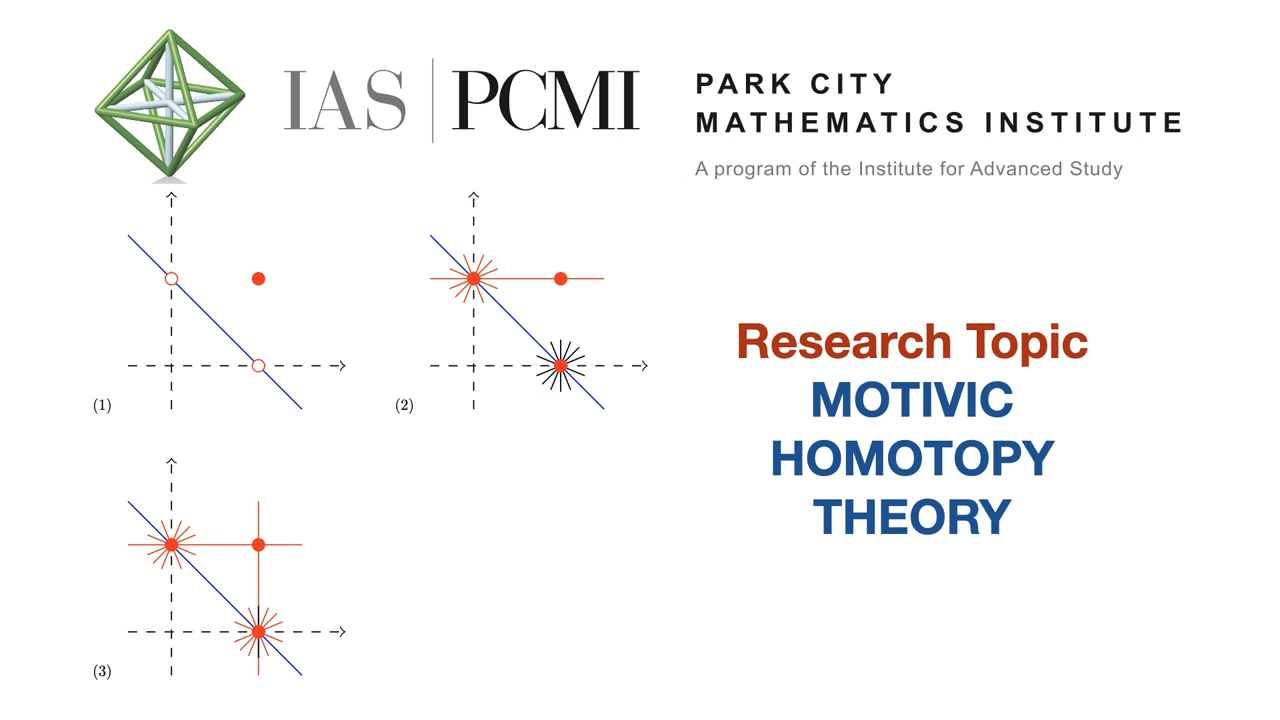 IAS | PCMI
PARK CITY
MATHEMATICS INSTITUTE
A program of the Institute for Advanced Study
(1)
(2)
(3)
Research Topic
MOTIVIC
HOMOTOPY
THEORY